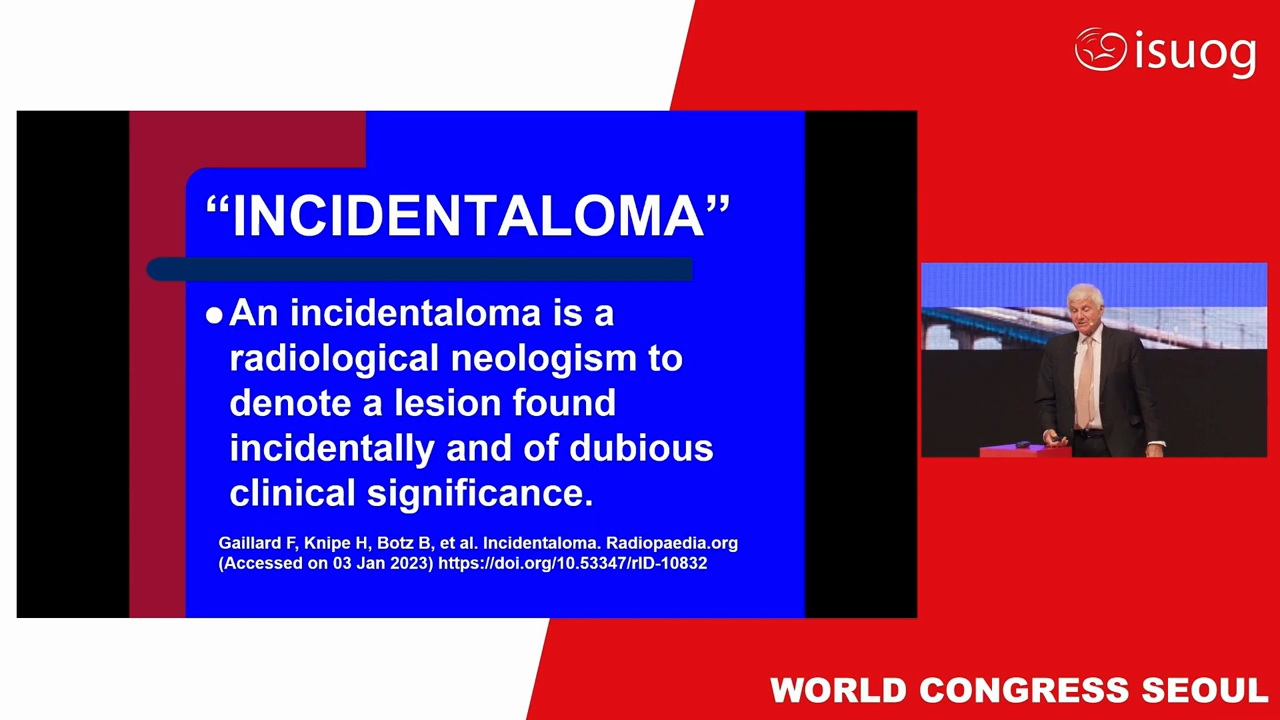 isuog
“INCIDENTALOMA”
● An incidentaloma is a
radiological neologism to
denote a lesion found
incidentally and of dubious
clinical significance.
Gaillard F, Knipe H, Botz B, et al. Incidentaloma. Radiopaedia.org
(Accessed on 03 Jan 2023) https://doi.org/10.53347/rID-10832
WORLD CONGRESS SEOUL